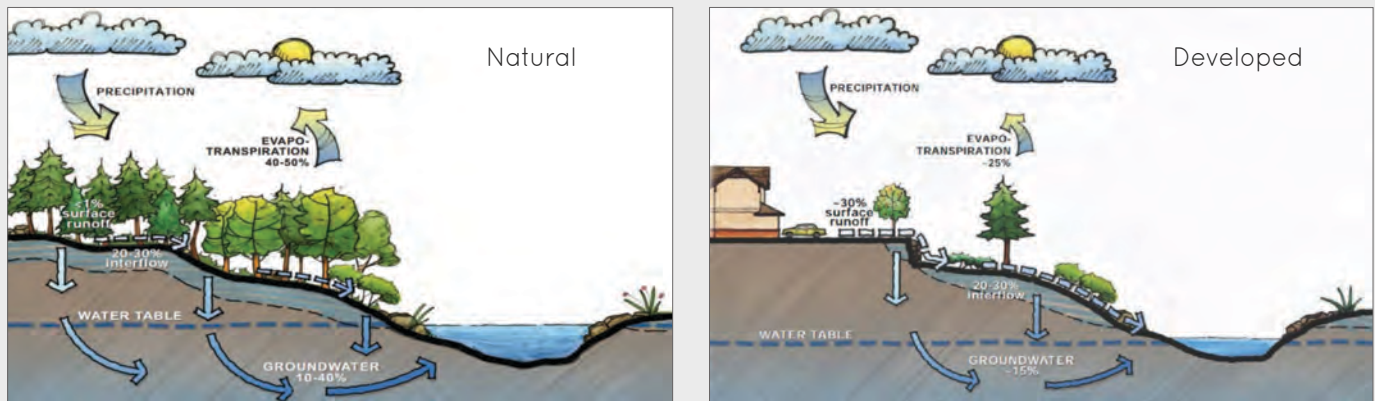 Natural
PRECIPITATION
EVAPO-
TRANSPIRATION
40-50%
<1%
surface
runoff
20-30%
interflow
WATER TABLE
GROUNDWATER
10-40%
Developed
PRECIPITATION
EVAPO-
TRANSPIRATION
~25%
~30%
surface
runoff
20-30%
interflow
WATER TABLE
GROUNDWATER
~15%